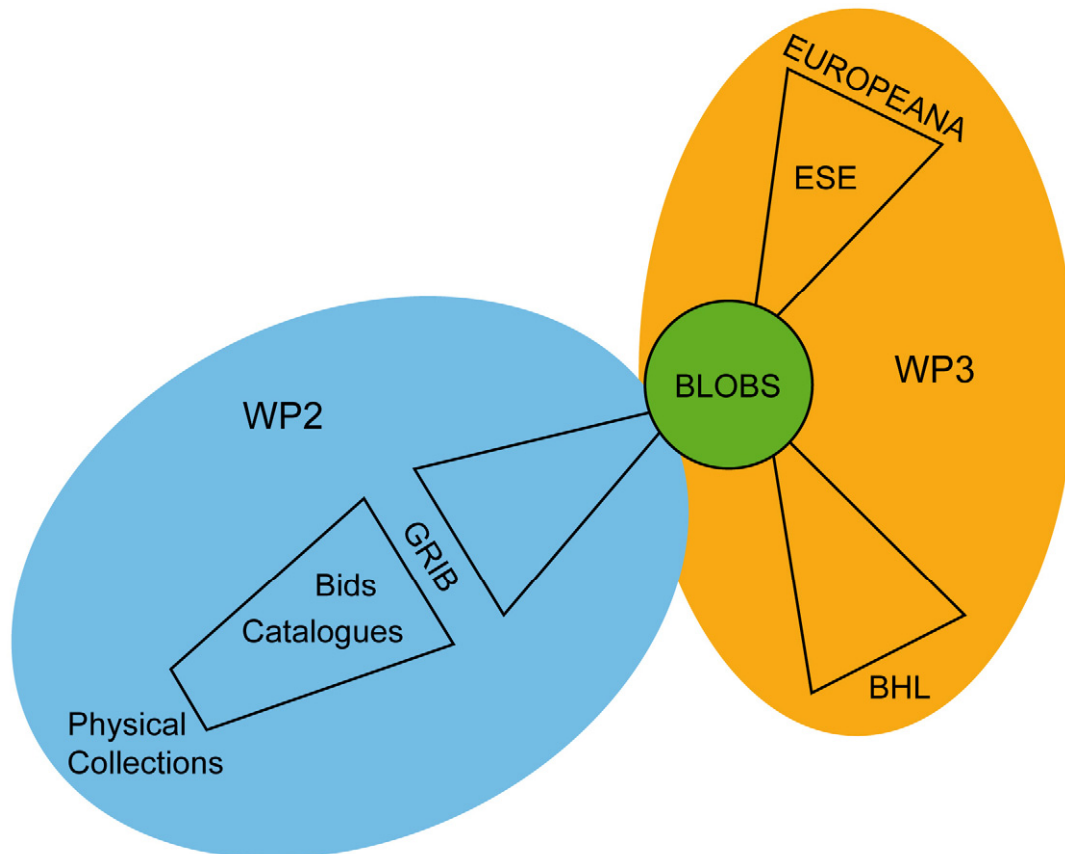 EUROPEANA
ESE
BLOBS
WP3
WP2
GRIB
Bids
Catalogues
BHL
Physical
Collections